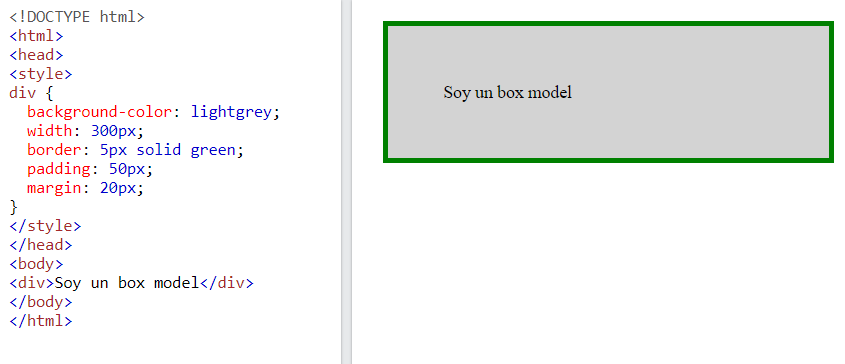 <!DOCTYPE html>
<html>
<head>
<style>
div {
  background-color: lightgrey;
  width: 300px;
  border: 5px solid green;
  padding: 50px;
  margin: 20px;
}
</style>
</head>
<body>
<div>Soy un box model</div>
</body>
</html>
Soy un box model